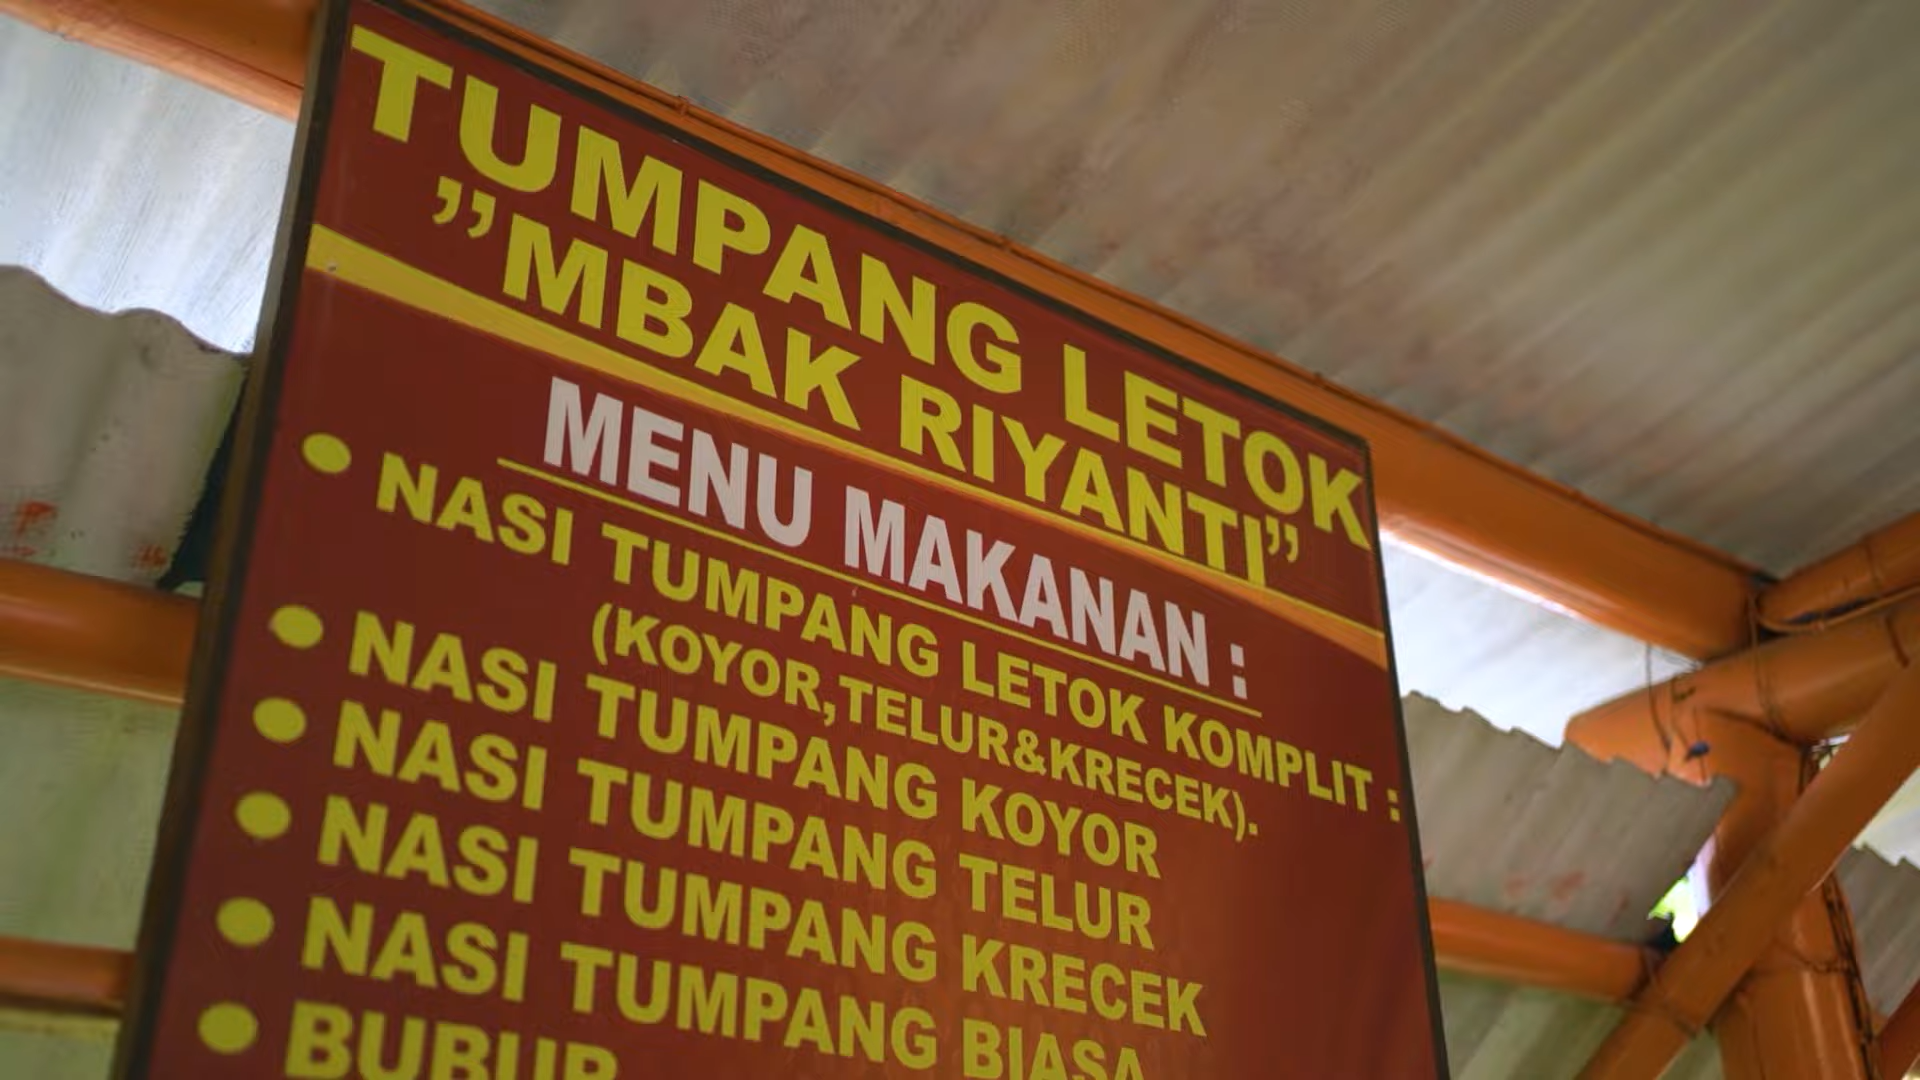 TUMPANG LETOK
”MBAK RIYANTI”
MENU MAKANAN :
• NASI TUMPANG LETOK KOMPLIT :
(KOYOR,TELUR&KRECEK).
• NASI TUMPANG KOYOR
• NASI TUMPANG TELUR
• NASI TUMPANG KRECEK
• NASI TUMPANG BIASA
• BUBUR